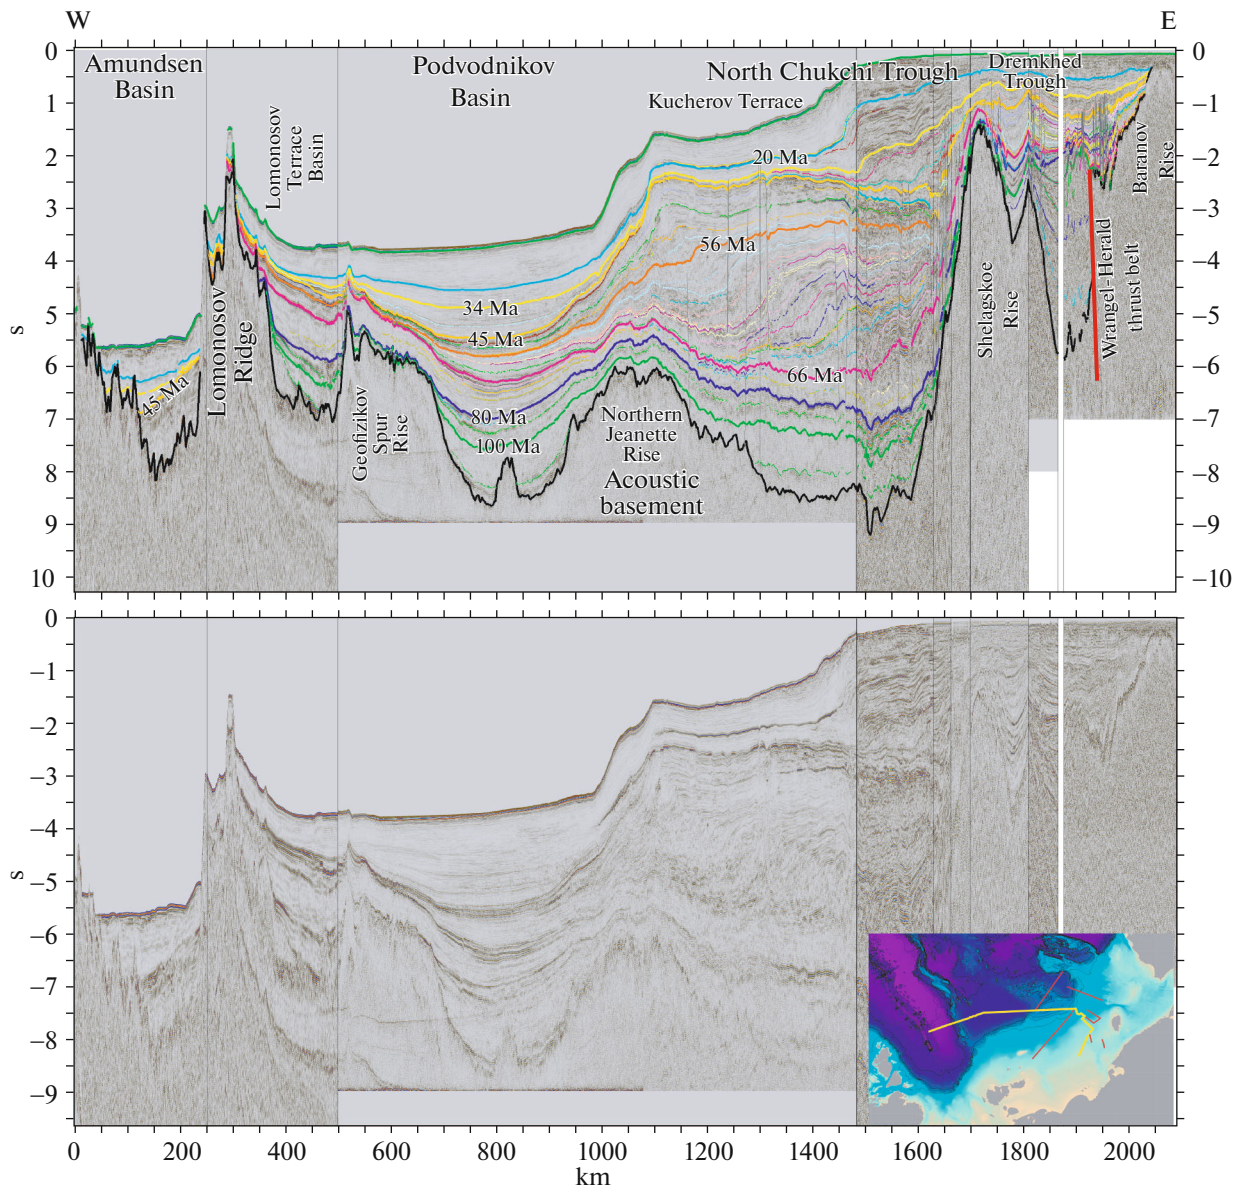 W
E
Amundsen
Basin
Podvodnikov
Basin
North Chukchi Trough
Dremkhed
Trough
Kucherov Terrace
Lomonosov
Terrace
Basin
Baranov
Rise
20 Ma
56 Ma
34 Ma
45 Ma
45 Ma
66 Ma
80 Ma
100 Ma
Lomonosov
Ridge
Geofizikov
Spur
Rise
Northern
Jeanette
Rise
Acoustic
basement
Shelagskoe
Rise
Wrangel-Herald
thrust belt
0
1
2
3
4
5
6
7
8
9
10
s
0
−1
−2
−3
−4
−5
−6
−7
−8
−9
−10
0
−1
−2
−3
−4
−5
−6
−7
−8
−9
s
0
200
400
600
800
1000
1200
1400
1600
1800
2000
km